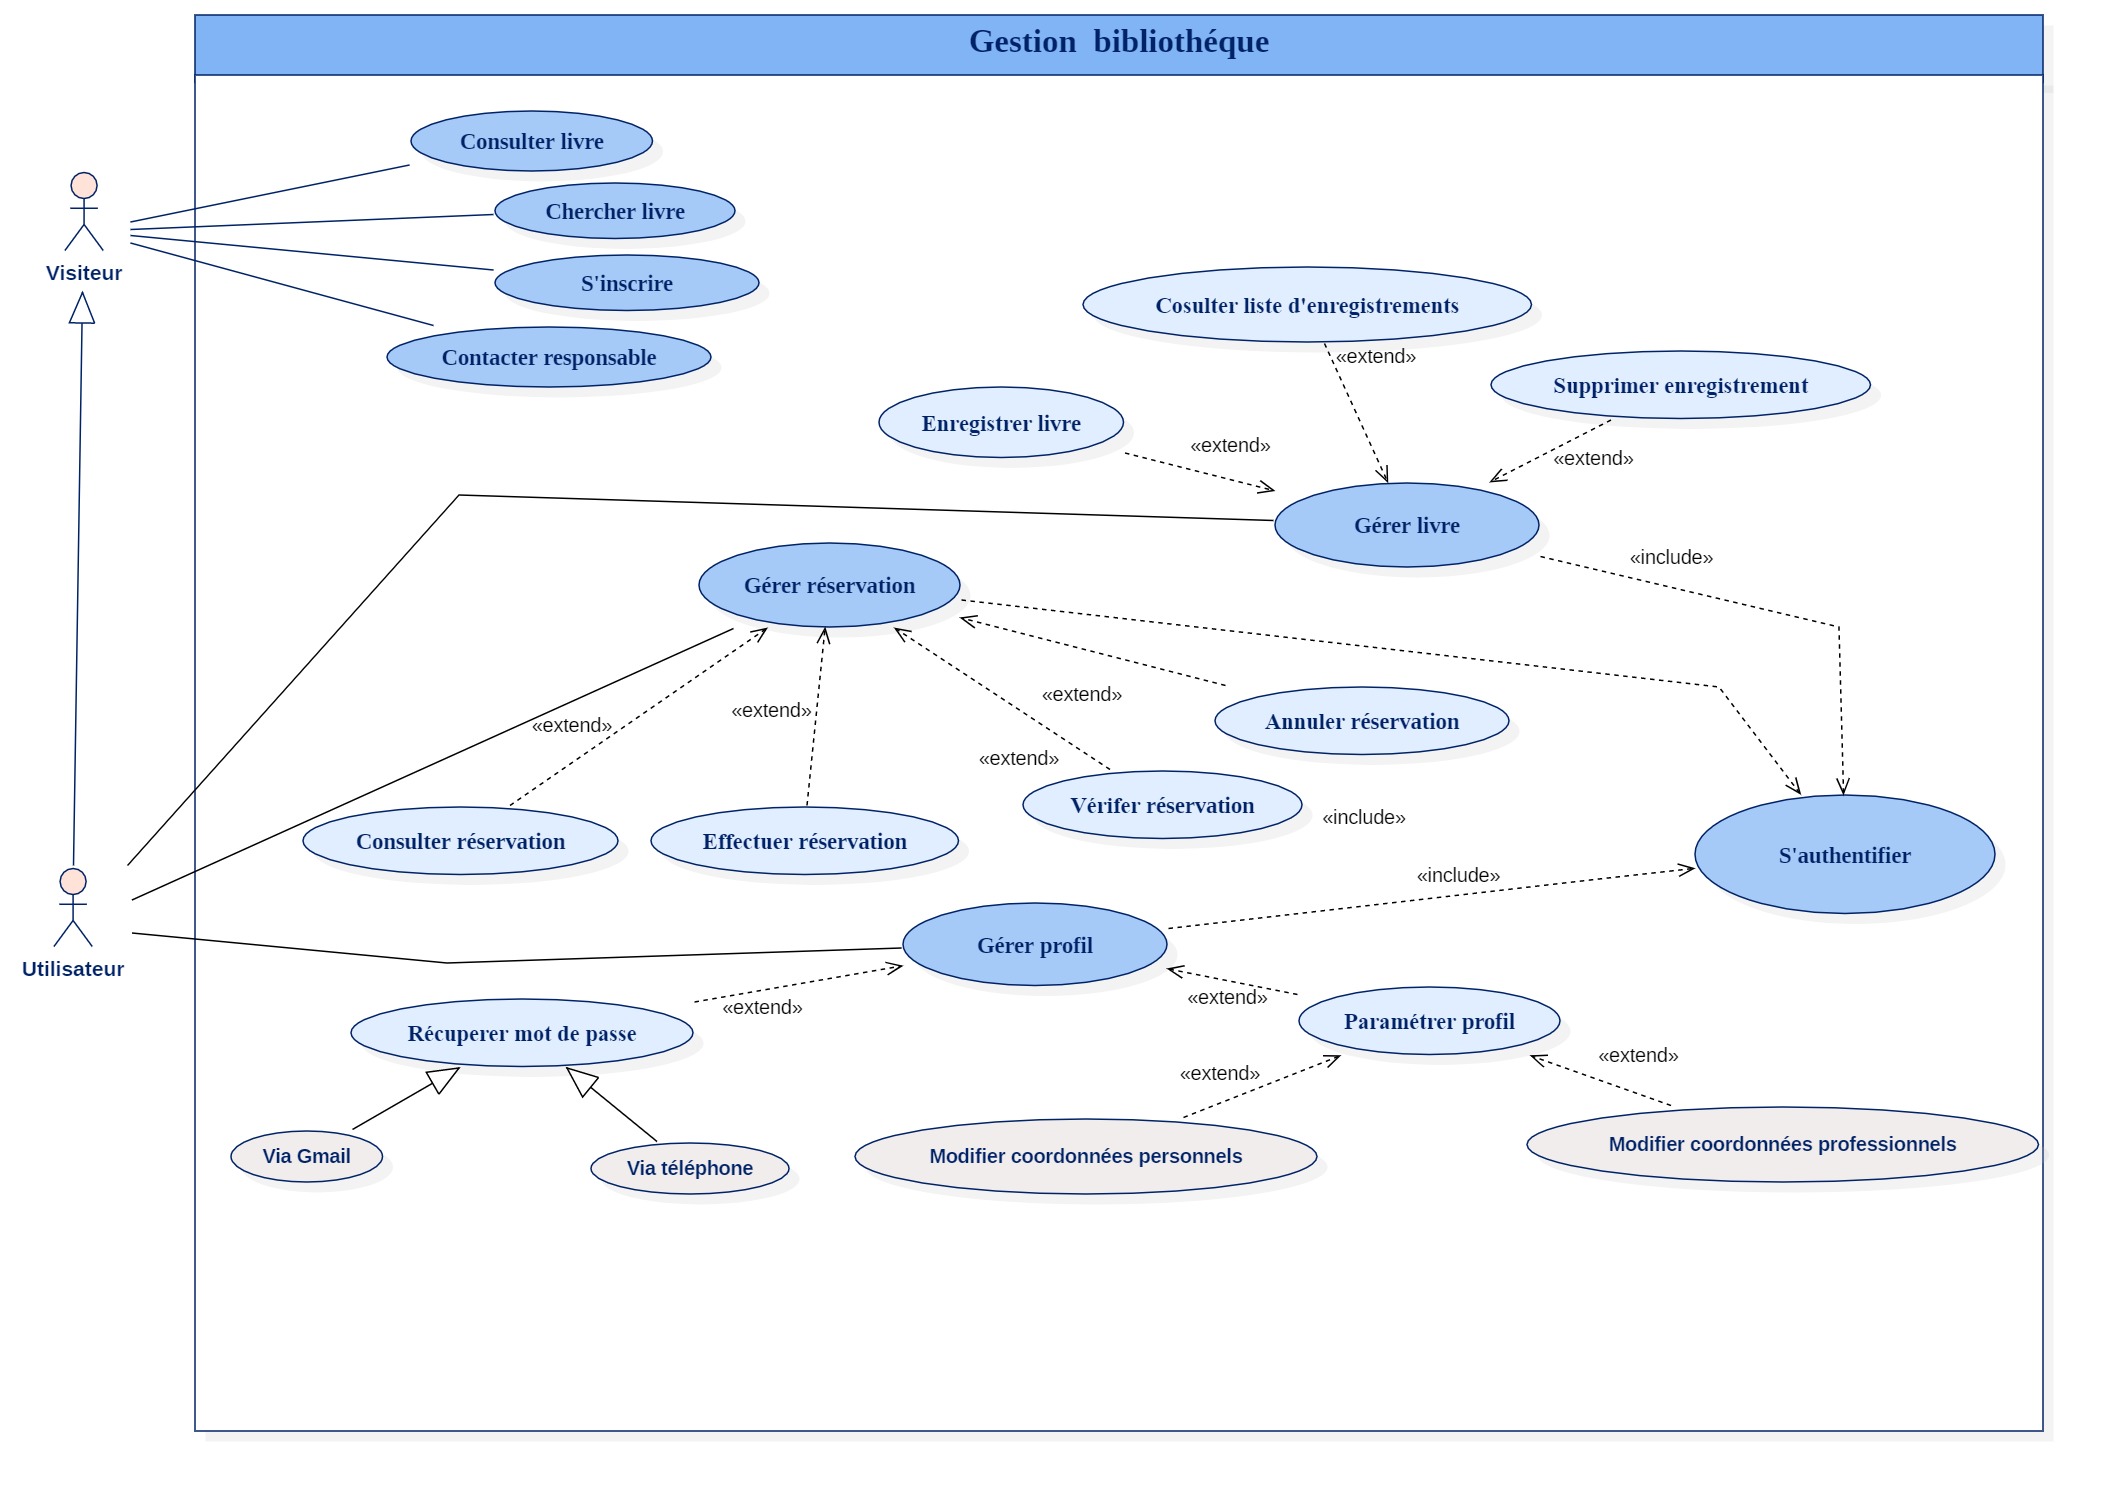 Gestion  bibliothéque
Consulter livre
Chercher livre
Visiteur
S'inscrire
Cosulter liste d'enregistrements
Contacter responsable
«extend»
Supprimer enregistrement
Enregistrer livre
«extend»
«extend»
Gérer livre
«include»
Gérer réservation
«extend»
«extend»
«extend»
Annuler réservation
«extend»
Vérifer réservation
«include»
Consulter réservation
Effectuer réservation
S'authentifier
«include»
Gérer profil
Utilisateur
«extend»
«extend»
Récuperer mot de passe
Paramétrer profil
«extend»
«extend»
Via Gmail
Via téléphone
Modifier coordonnées personnels
Modifier coordonnées professionnels